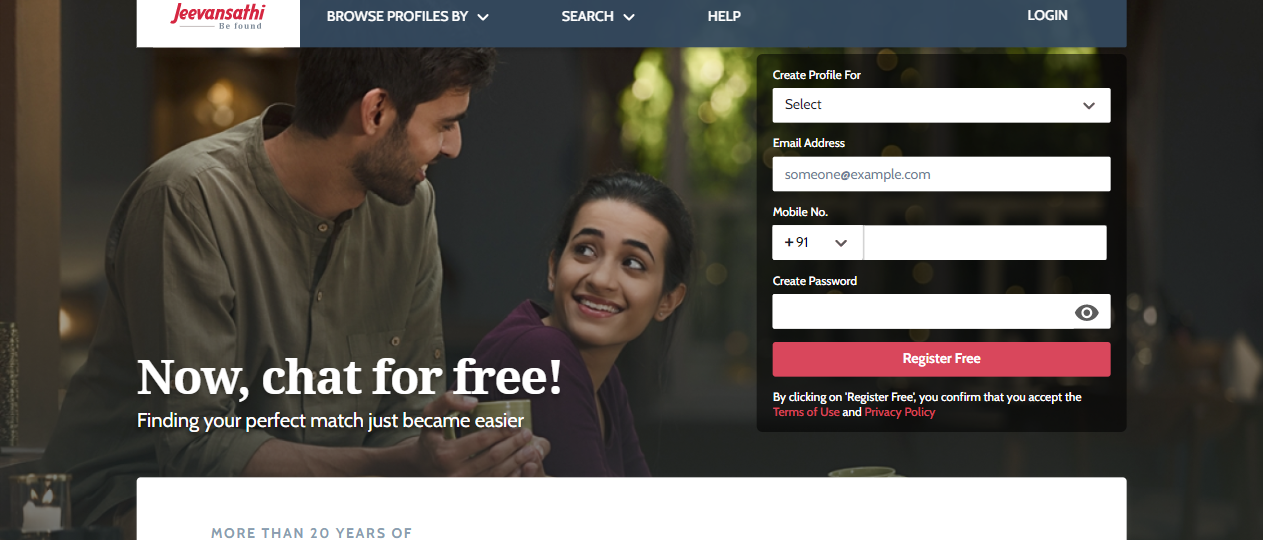 Jeevansathi
Be found
BROWSE PROFILES BY
SEARCH
HELP
LOGIN
Create Profile For
Select
Email Address
someone@example.com
Mobile No.
+91
Create Password
Register Free
By clicking on 'Register Free', you confirm that you accept the
Terms of Use and Privacy Policy
Now, chat for free!
Finding your perfect match just became easier
MORE THAN 20 YEARS OF